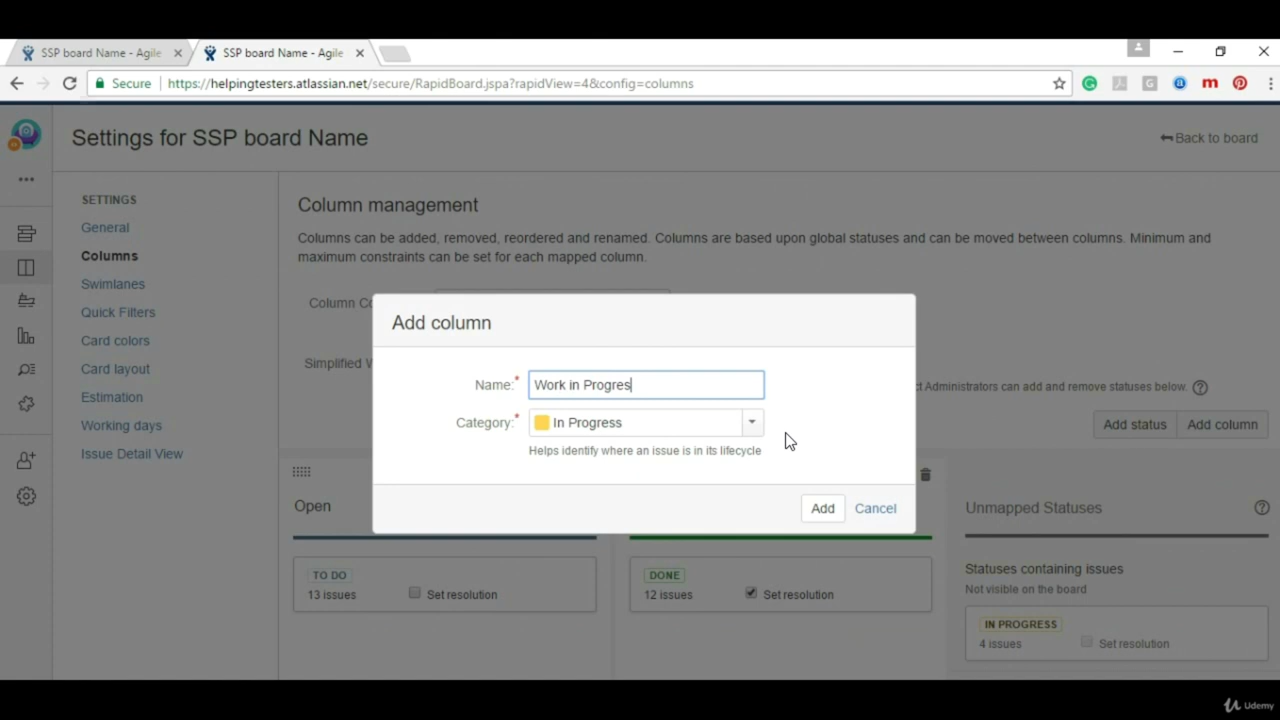 SSP board Name - Agile
SSP board Name - Agile
Secure
https://helpingtesters.atlassian.net/secure/RapidBoard.jspa?rapidView=4&config=columns
Settings for SSP board Name
Back to board
SETTINGS
General
Columns
Swimlanes
Quick Filters
Card colors
Card layout
Estimation
Working days
Issue Detail View
Column management
Columns can be added, removed, reordered and renamed. Columns are based upon global statuses and can be moved between columns. Minimum and
maximum constraints can be set for each mapped column.
Column Co
Simplified W
ct Administrators can add and remove statuses below.
Add status
Add column
Add column
Name:*
Work in Progres
Category:*
In Progress
Helps identify where an issue is in its lifecycle
Add
Cancel
Open
TO DO
13 issues
Set resolution
DONE
12 issues
Set resolution
Unmapped Statuses
Statuses containing issues
Not visible on the board
IN PROGRESS
4 issues
Set resolution
Udemy